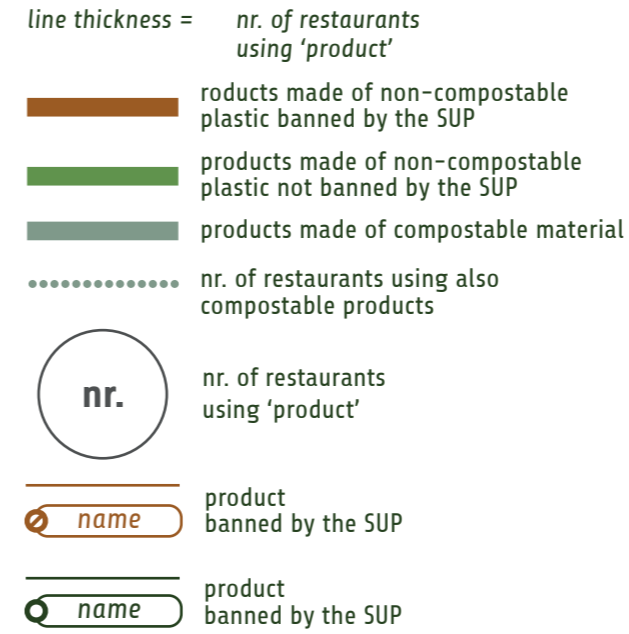 line thickness = nr. of restaurants
using ‘product’
roducts made of non-compostable
plastic banned by the SUP
products made of non-compostable
plastic not banned by the SUP
products made of compostable material
nr. of restaurants using also
compostable products
nr.
nr. of restaurants
using ‘product’
product
name banned by the SUP
product
name banned by the SUP